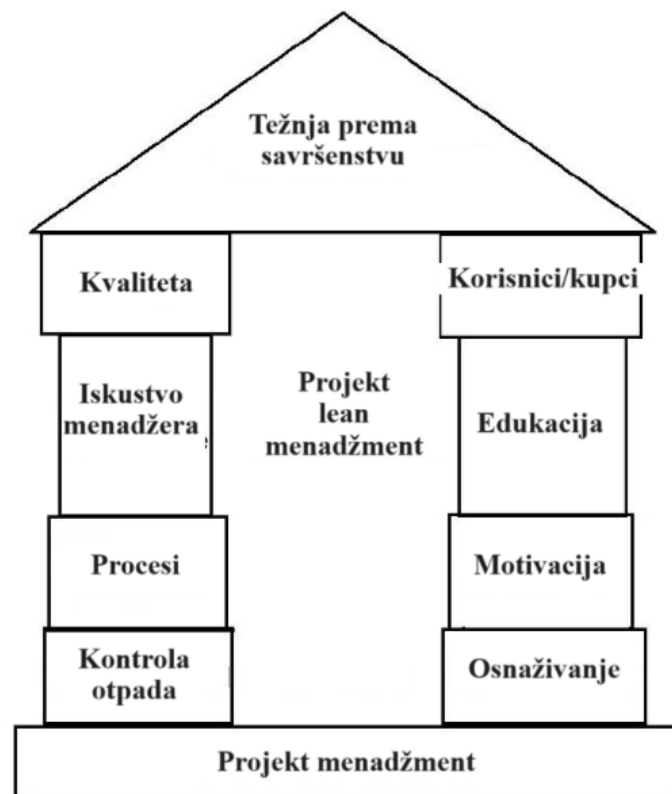 Težnja prema
savršenstvu
Kvaliteta
Korisnici/kupci
Iskustvo
menadžera
Projekt
lean
menadžment
Edukacija
Procesi
Motivacija
Kontrola
otpada
Osnaživanje
Projekt menadžment